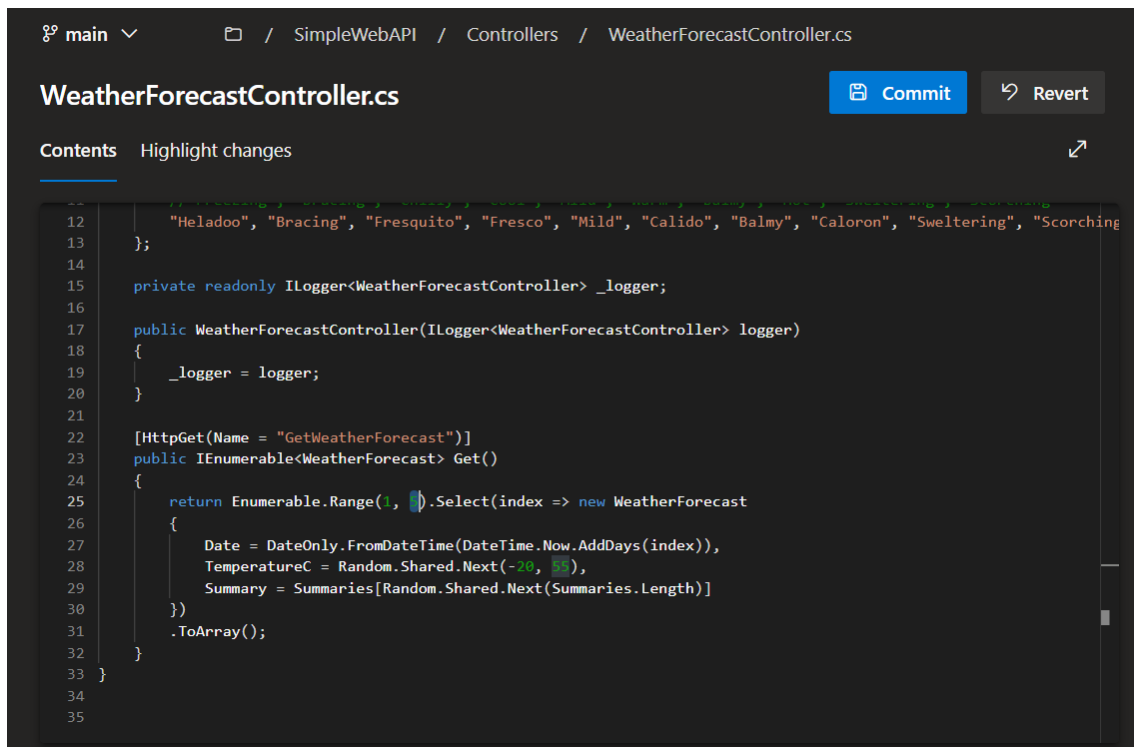 main
/ SimpleWebAPI / Controllers / WeatherForecastController.cs
WeatherForecastController.cs
Commit
Revert
Contents
Highlight changes
12 "Heladoo", "Bracing", "Fresquito", "Fresco", "Mild", "Calido", "Balmy", "Caloron", "Sweltering", "Scorching
13 };
14
15 private readonly ILogger<WeatherForecastController> _logger;
16
17 public WeatherForecastController(ILogger<WeatherForecastController> logger)
18 {
19 _logger = logger;
20 }
21
22 [HttpGet(Name = "GetWeatherForecast")]
23 public IEnumerable<WeatherForecast> Get()
24 {
25 return Enumerable.Range(1, 5).Select(index => new WeatherForecast
26 {
27 Date = DateOnly.FromDateTime(DateTime.Now.AddDays(index)),
28 TemperatureC = Random.Shared.Next(-20, 55),
29 Summary = Summaries[Random.Shared.Next(Summaries.Length)]
30 })
31 .ToArray();
32 }
33 }
34
35